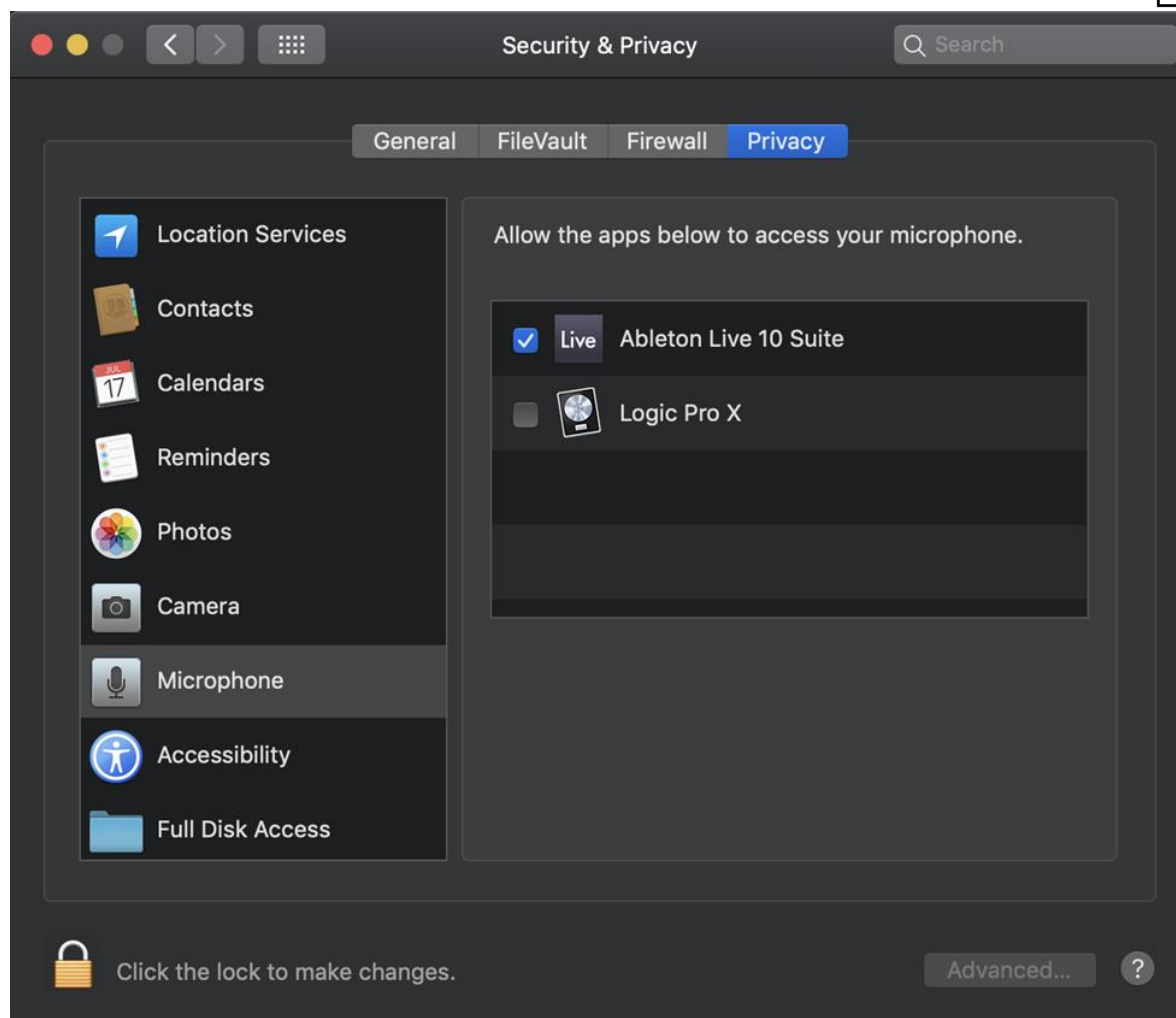 Security & Privacy
Search
General FileVault Firewall Privacy
Location Services
Contacts
JUL
17
Calendars
Reminders
Photos
Camera
Microphone
Accessibility
Full Disk Access
Allow the apps below to access your microphone.
Live Ableton Live 10 Suite
Logic Pro X
Click the lock to make changes.
Advanced...
?